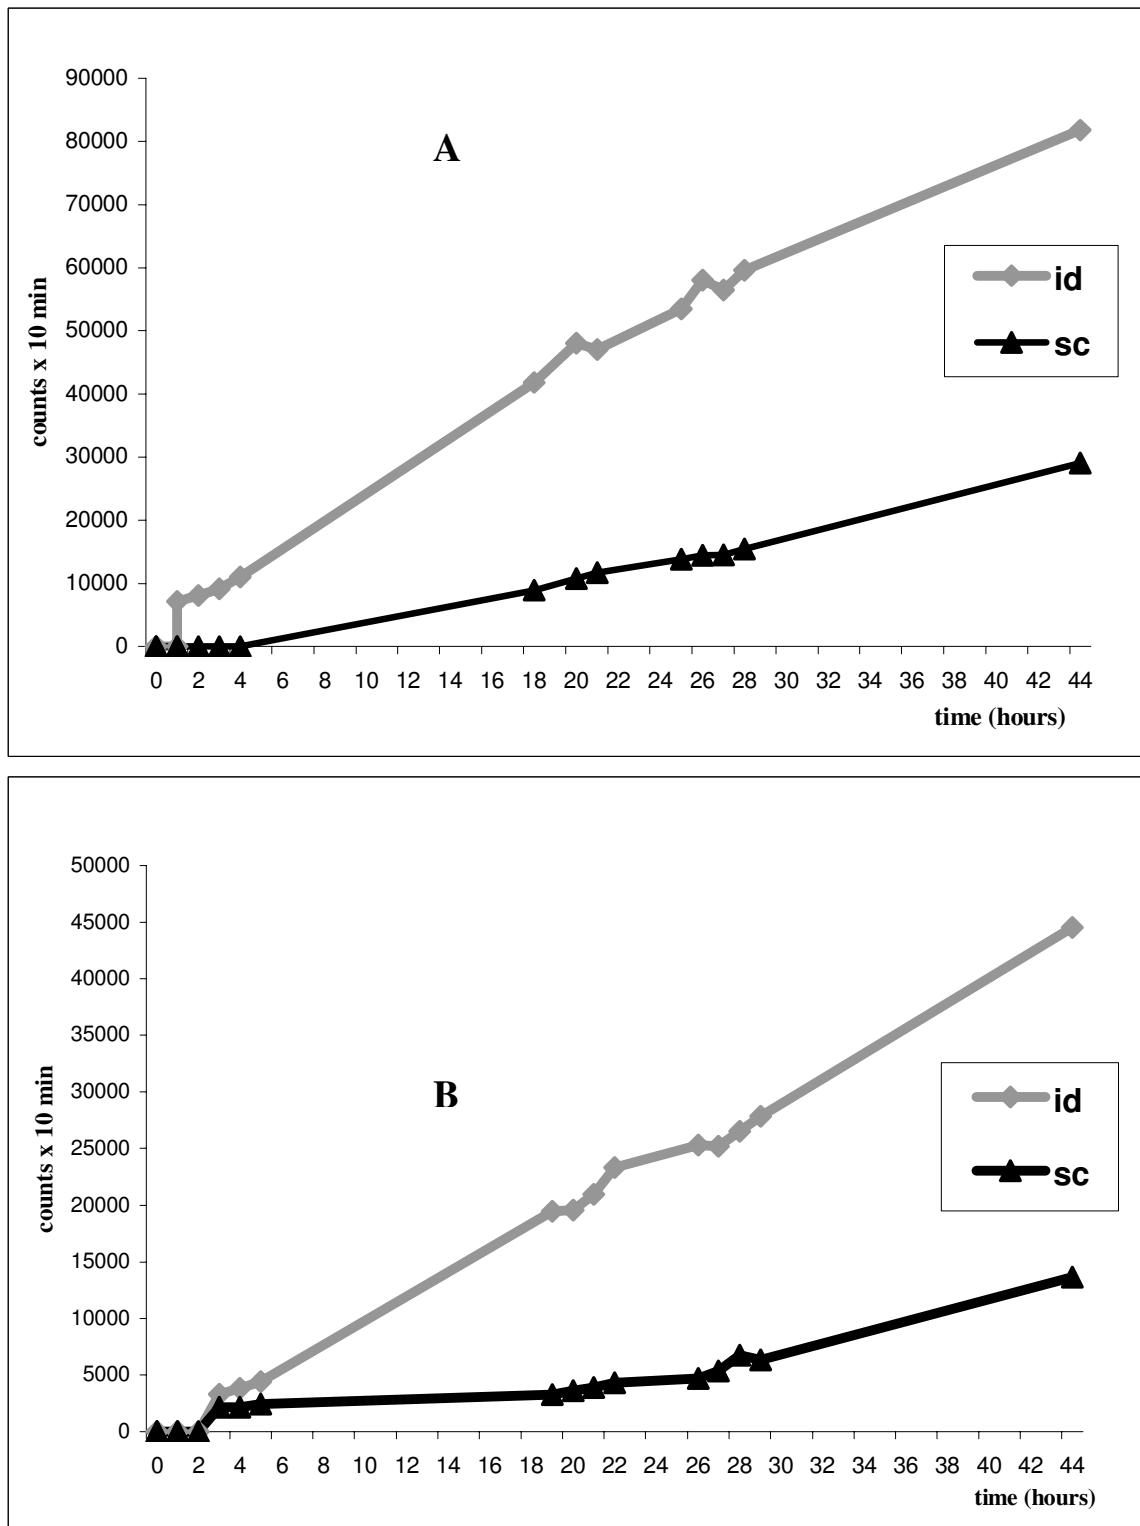 90000
80000
70000
60000
50000
40000
30000
20000
10000
0
counts x 10 min
A
id
sc
0 2 4 6 8 10 12 14 16 18 20 22 24 26 28 30 32 34 36 38 40 42 44
time (hours)
50000
45000
40000
35000
30000
25000
20000
15000
10000
5000
0
counts x 10 min
B
id
sc
0 2 4 6 8 10 12 14 16 18 20 22 24 26 28 30 32 34 36 38 40 42 44
time (hours)